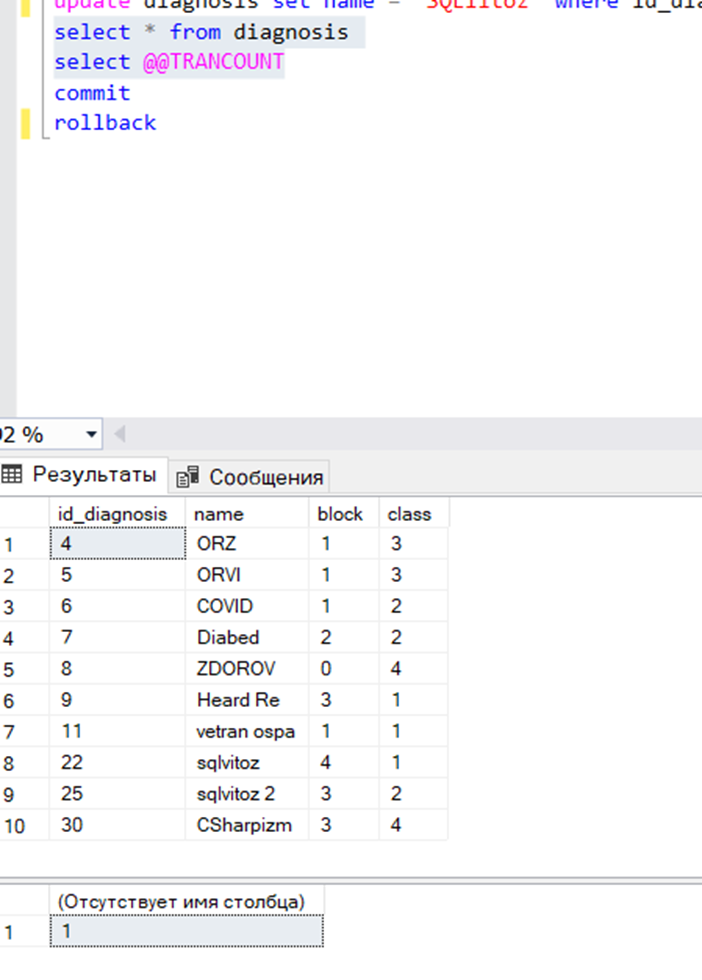 update diagnosis set name =
select * from diagnosis
select @@TRANCOUNT
commit
rollback
92 %
Результаты Сообщения
id_diagnosis name block class
1 4 ORZ 1 3
2 5 ORVI 1 3
3 6 COVID 1 2
4 7 Diabed 2 2
5 8 ZDOROV 0 4
6 9 Heard Re 3 1
7 11 vetran ospa 1 1
8 22 sqlvitoz 4 1
9 25 sqlvitoz 2 3 2
10 30 CSharpizm 3 4
(Отсутствует имя столбца)
1 1